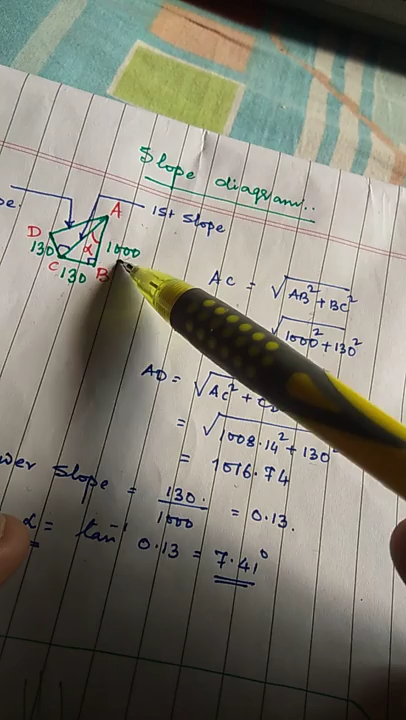 Slope diagram..
A
1st slope
D
130
α
1000
C
130
B
AC = √AB²+BC²
√1000²+130²
AD = √AC²+
= √1008.14²+130²
= 1016.74
slope = 130/1000 = 0.13.
α = tan⁻¹ 0.13 = 7.41°